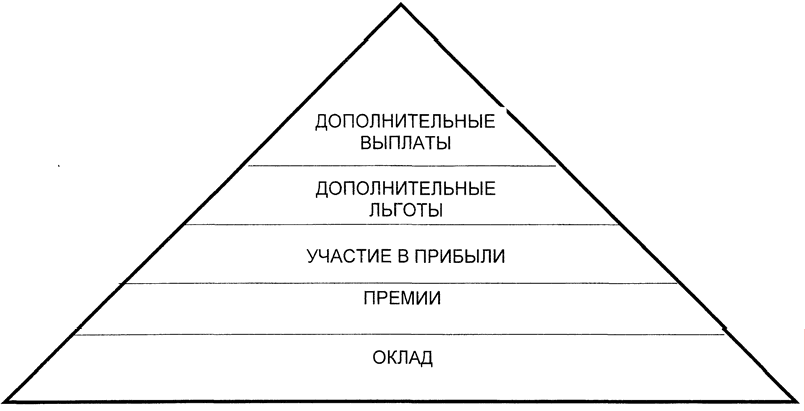 ДОПОЛНИТЕЛЬНЫЕ
ВЫПЛАТЫ
ДОПОЛНИТЕЛЬНЫЕ
ЛЬГОТЫ
УЧАСТИЕ В ПРИБЫЛИ
ПРЕМИИ
ОКЛАД